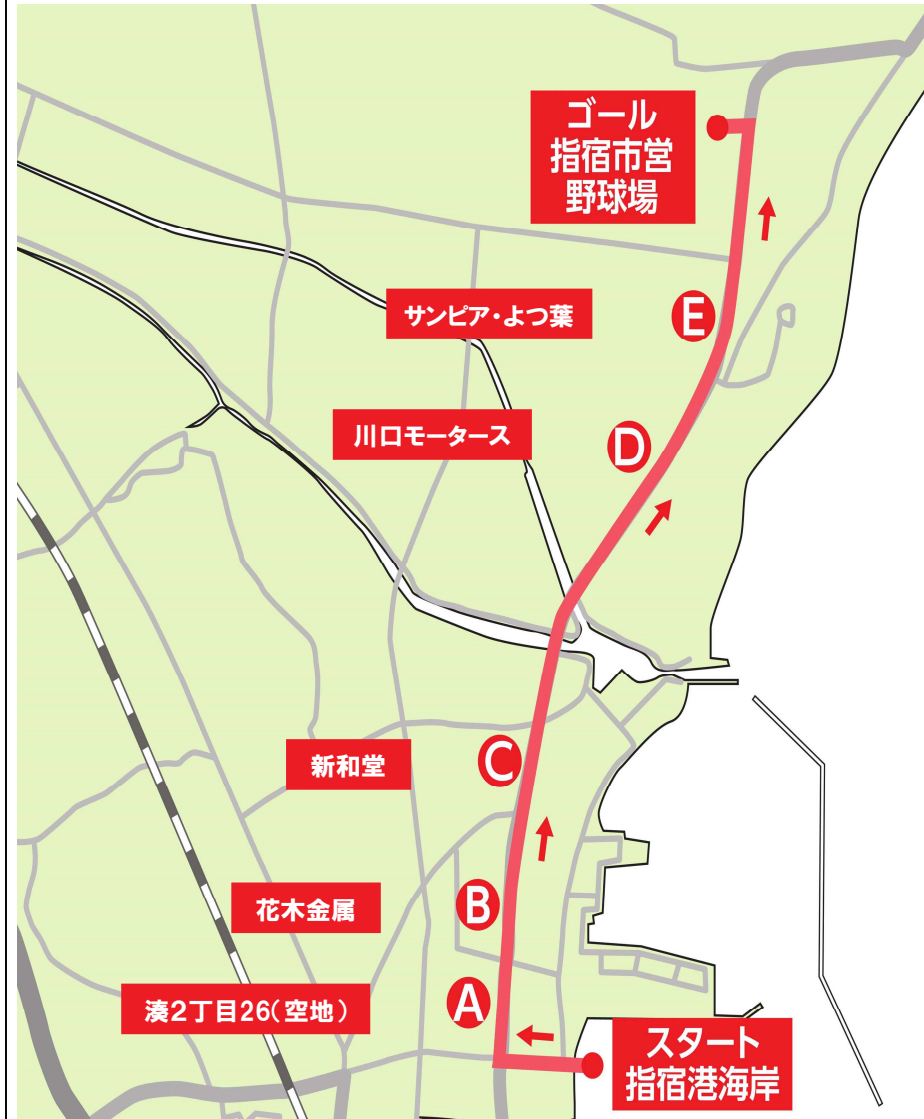 ゴール
指宿市営
野球場
サンピア・よつ葉
E
川口モータース
D
新和堂
C
花木金属
B
湊2丁目26(空地)
A
スタート
指宿港海岸